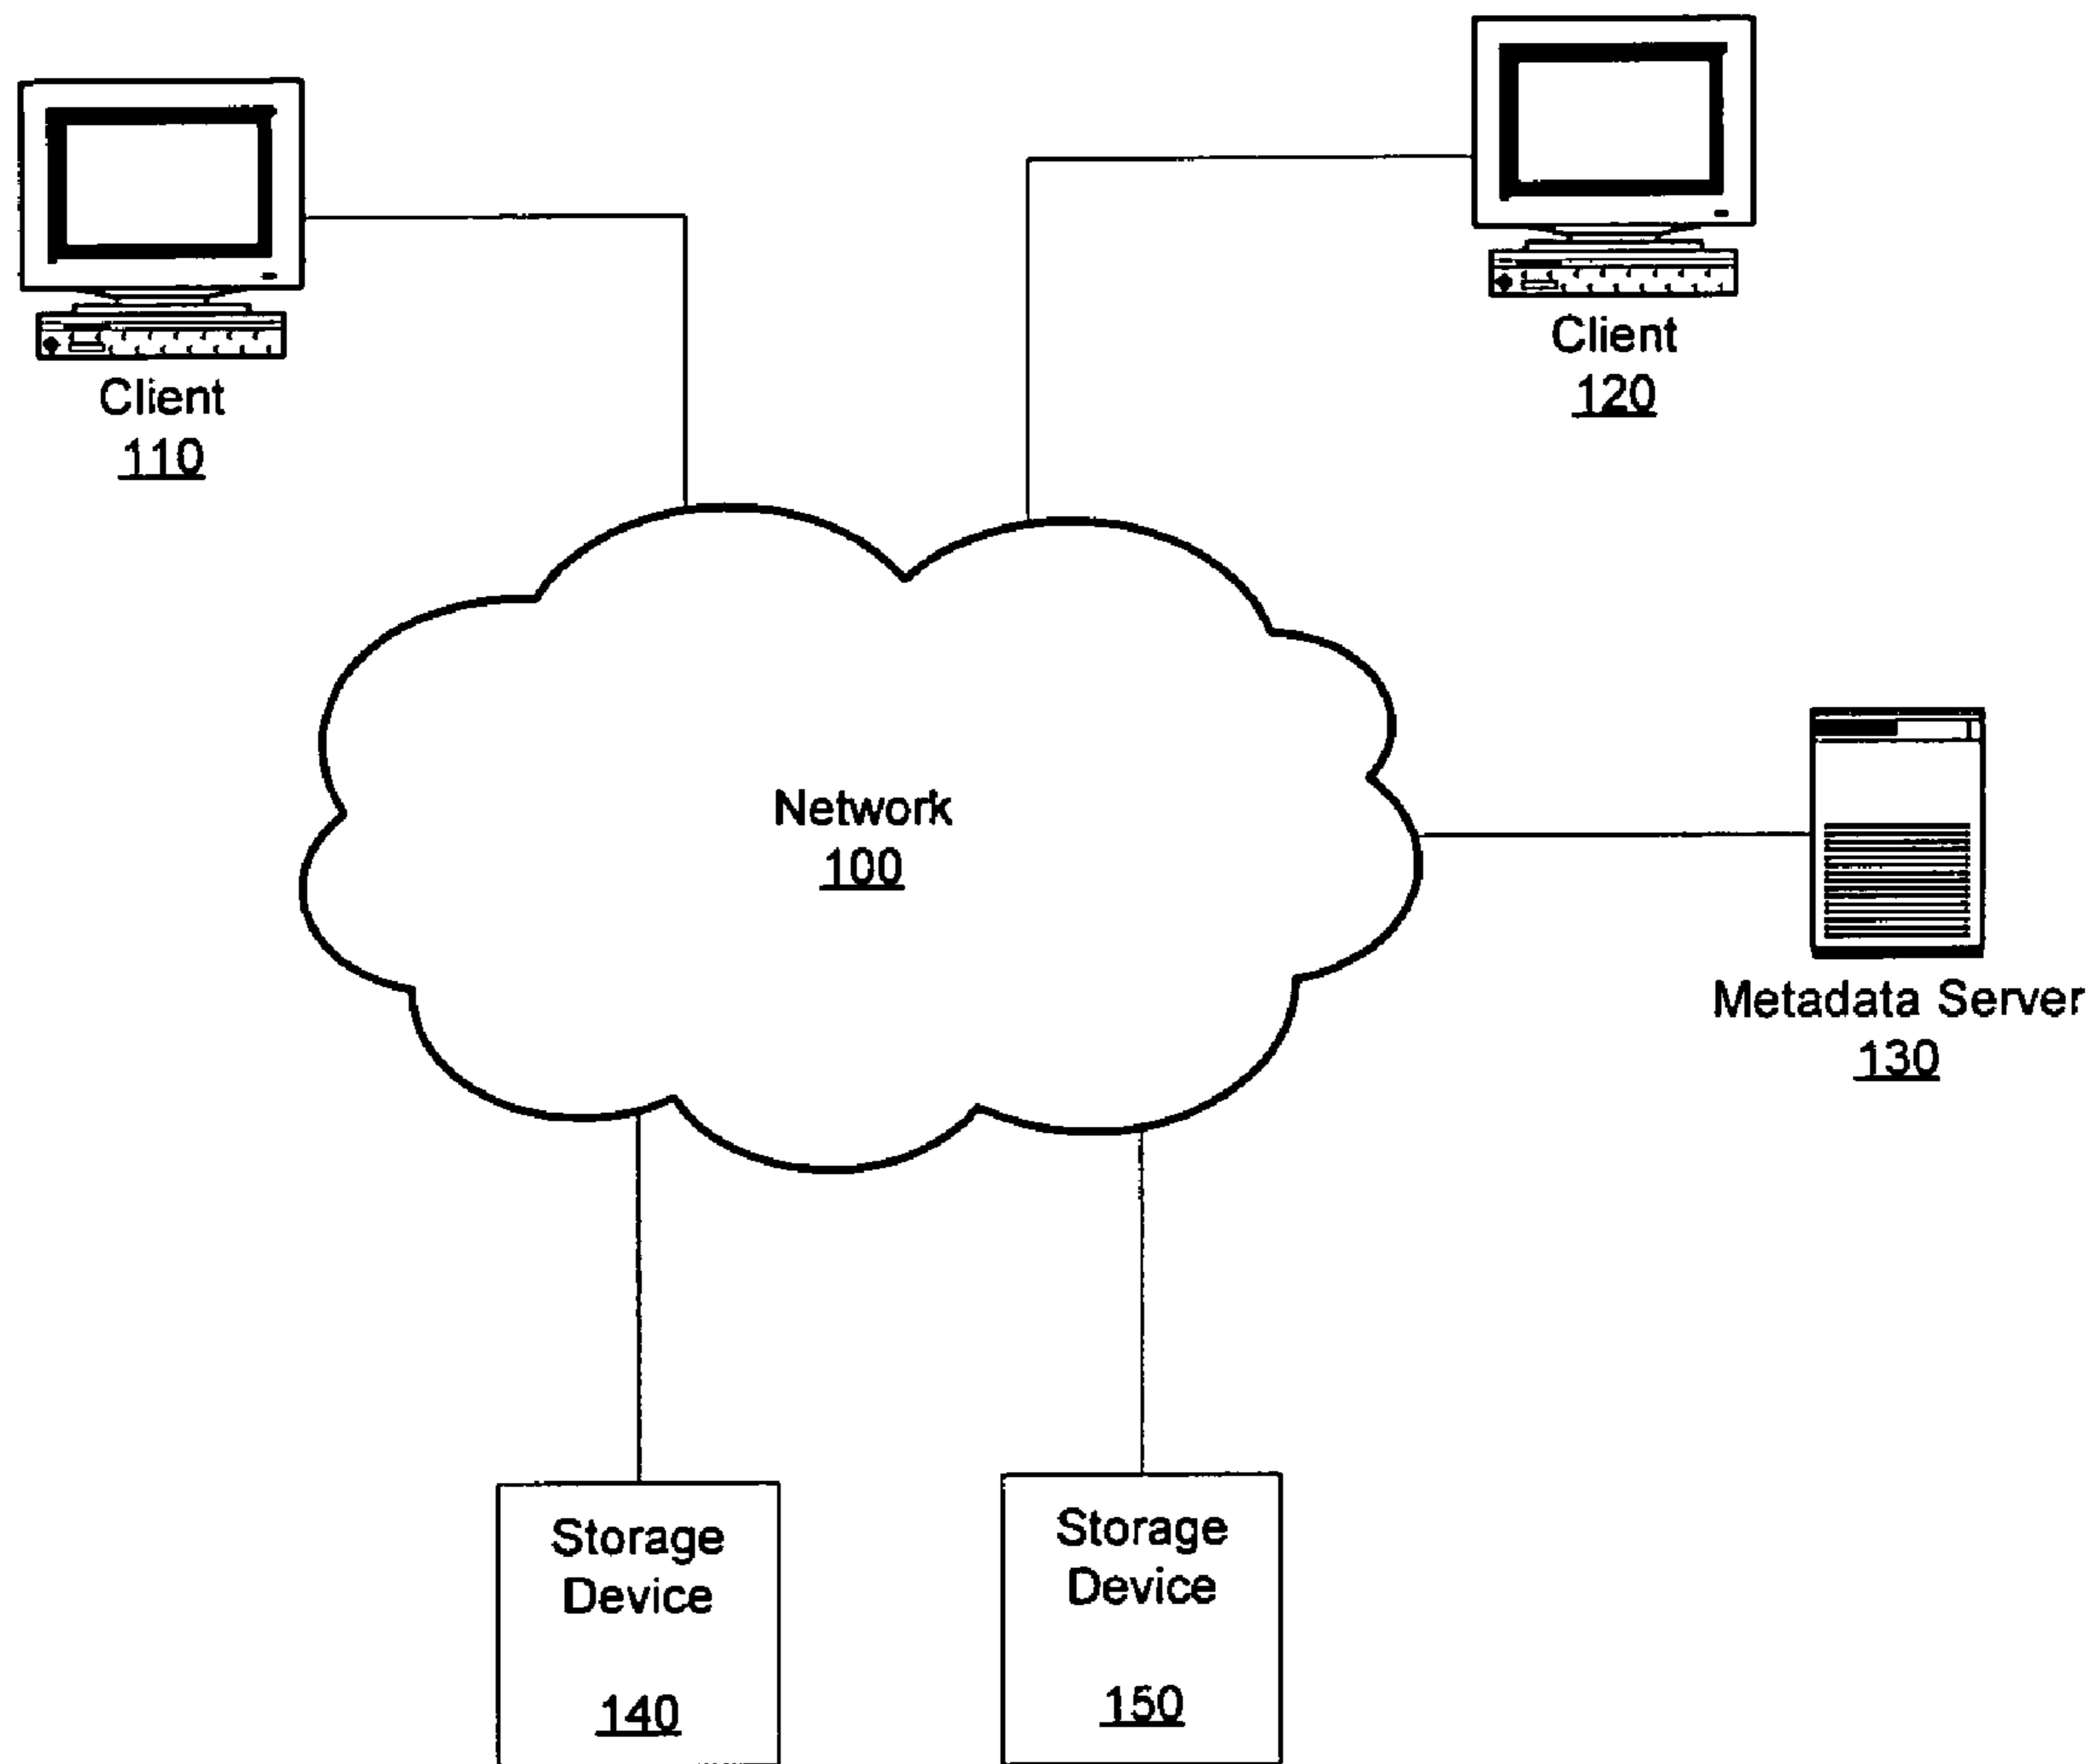 Client
110
Client
120
Network
100
Metadata Server
130
Storage
Device
140
Storage
Device
150